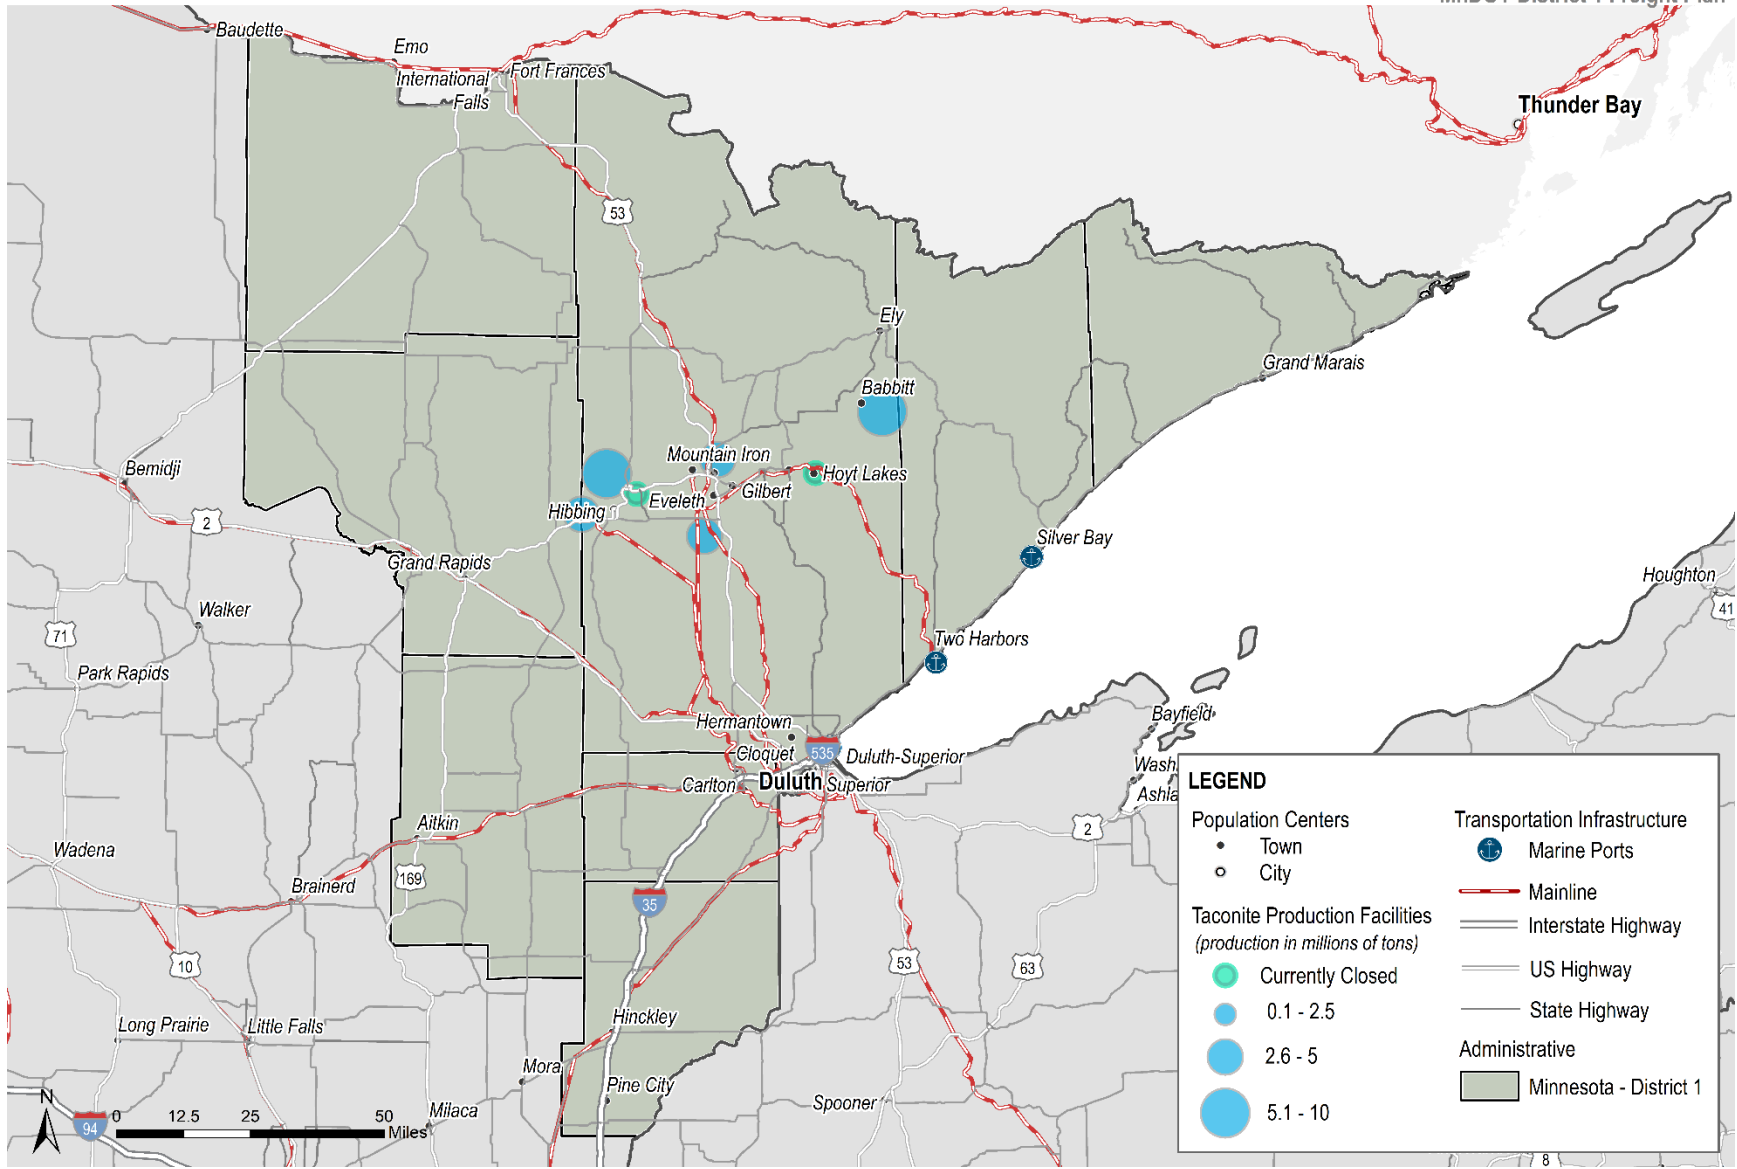 MnDOT District 1 Freight Plan
Baudette
Emo
International
Falls
Fort Frances
Thunder Bay
53
Ely
Babbitt
Grand Marais
Mountain Iron
Hoyt Lakes
Gilbert
Eveleth
Hibbing
Bemidji
2
Grand Rapids
Silver Bay
Houghton
41
Walker
71
Two Harbors
Park Rapids
Hermantown
Bayfield
Cloquet
535
Duluth-Superior
Carlton
Duluth
Superior
Wash
Ashla
2
Aitkin
Wadena
169
Brainerd
35
10
53
63
Long Prairie
Little Falls
Hinckley
Mora
Pine City
Milaca
Spooner
94
8
N
0 12.5 25 50
Miles
LEGEND
Population Centers
Town
City
Taconite Production Facilities
(production in millions of tons)
Currently Closed
0.1 - 2.5
2.6 - 5
5.1 - 10
Transportation Infrastructure
Marine Ports
Mainline
Interstate Highway
US Highway
State Highway
Administrative
Minnesota - District 1